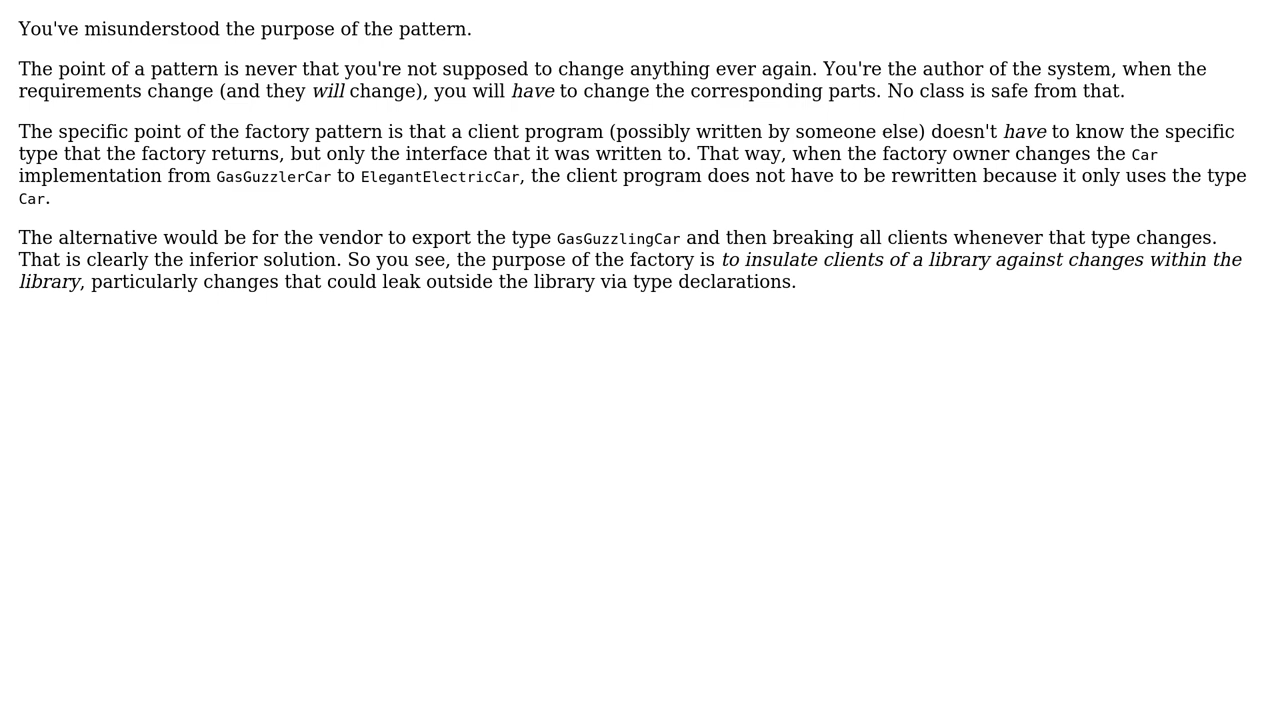 You've misunderstood the purpose of the pattern.
The point of a pattern is never that you're not supposed to change anything ever again. You're the author of the system, when the
requirements change (and they will change), you will have to change the corresponding parts. No class is safe from that.
The specific point of the factory pattern is that a client program (possibly written by someone else) doesn't have to know the specific
type that the factory returns, but only the interface that it was written to. That way, when the factory owner changes the Car
implementation from GasGuzzlerCar to ElegantElectricCar, the client program does not have to be rewritten because it only uses the type
Car.
The alternative would be for the vendor to export the type GasGuzzlingCar and then breaking all clients whenever that type changes.
That is clearly the inferior solution. So you see, the purpose of the factory is to insulate clients of a library against changes within the
library, particularly changes that could leak outside the library via type declarations.